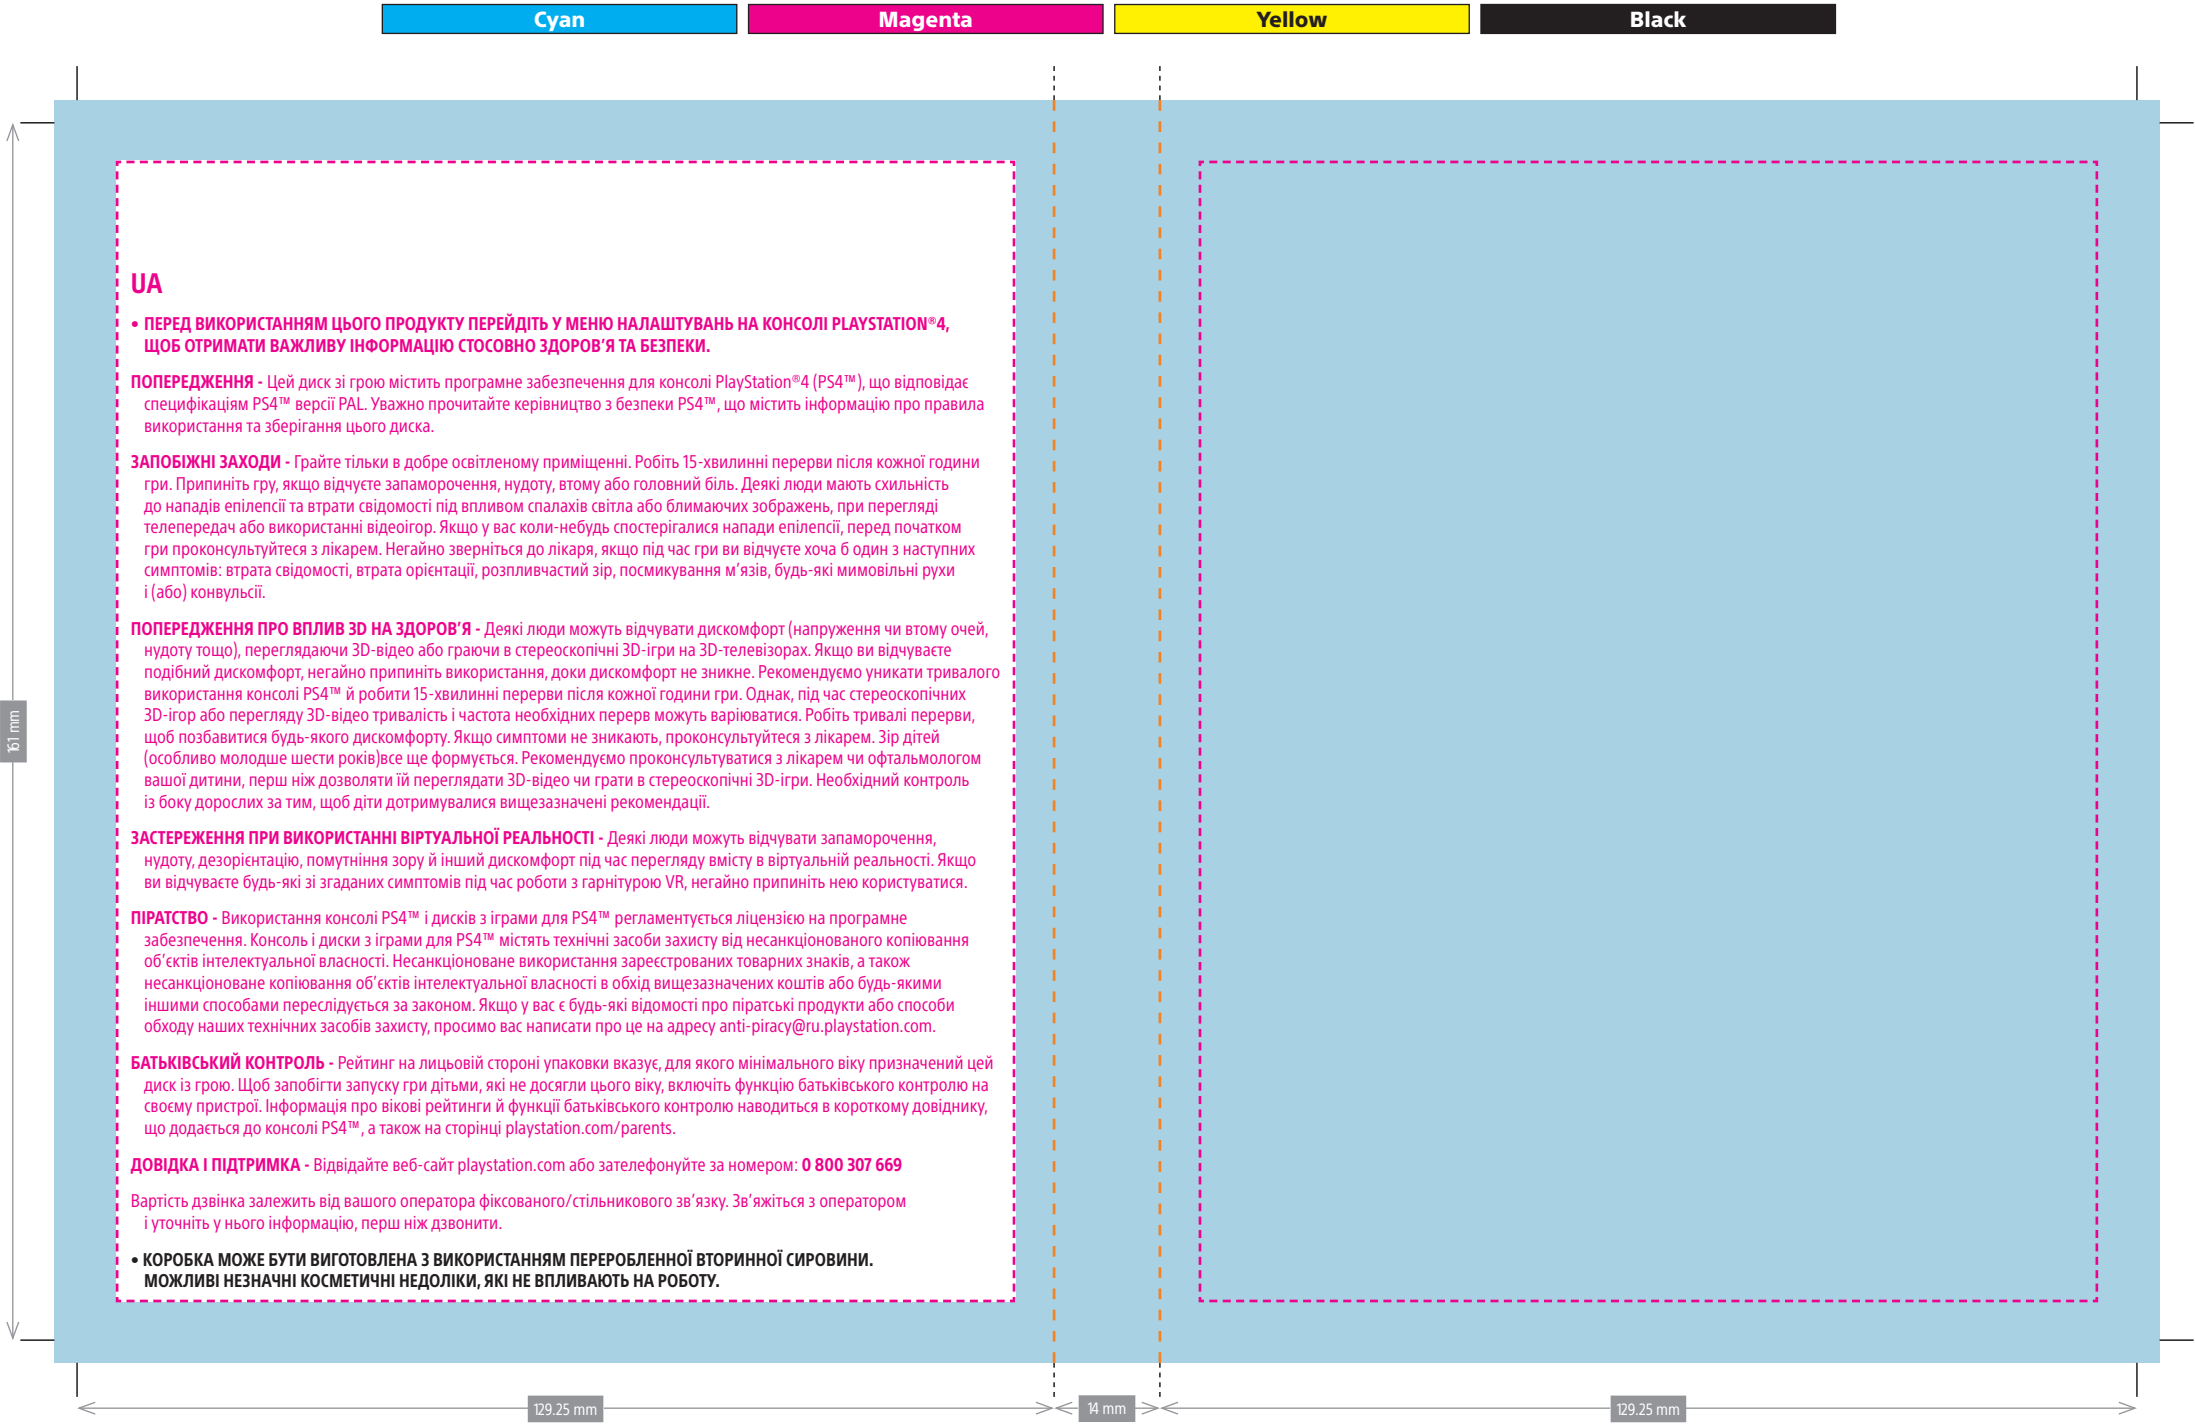 Cyan
Magenta
Yellow
Black
UA
• ПЕРЕД ВИКОРИСТАННЯМ ЦЬОГО ПРОДУКТУ ПЕРЕЙДІТЬ У МЕНЮ НАЛАШТУВАНЬ НА КОНСОЛІ PLAYSTATION®4,
ЩОБ ОТРИМАТИ ВАЖЛИВУ ІНФОРМАЦІЮ СТОСОВНО ЗДОРОВ’Я ТА БЕЗПЕКИ.
ПОПЕРЕДЖЕННЯ - Цей диск зі грою містить програмне забезпечення для консолі PlayStation®4 (PS4™), що відповідає
специфікаціям PS4™ версії PAL. Уважно прочитайте керівництво з безпеки PS4™, що містить інформацію про правила
використання та зберігання цього диска.
ЗАПОБІЖНІ ЗАХОДИ - Грайте тільки в добре освітленому приміщенні. Робіть 15-хвилинні перерви після кожної години
гри. Припиніть гру, якщо відчуєте запаморочення, нудоту, втому або головний біль. Деякі люди мають схильність
до нападів епілепсії та втрати свідомості під впливом спалахів світла або блимаючих зображень, при перегляді
телепередач або використанні відеоігор. Якщо у вас коли-небудь спостерігалися напади епілепсії, перед початком
гри проконсультуйтеся з лікарем. Негайно зверніться до лікаря, якщо під час гри ви відчуєте хоча б один з наступних
симптомів: втрата свідомості, втрата орієнтації, розпливчастий зір, посмикування м’язів, будь-які мимовільні рухи
і (або) конвульсії.
ПОПЕРЕДЖЕННЯ ПРО ВПЛИВ 3D НА ЗДОРОВ’Я - Деякі люди можуть відчувати дискомфорт (напруження чи втому очей,
нудоту тощо), переглядаючи 3D-відео або граючи в стереоскопічні 3D-ігри на 3D-телевізорах. Якщо ви відчуваєте
подібний дискомфорт, негайно припиніть використання, доки дискомфорт не зникне. Рекомендуємо уникати тривалого
використання консолі PS4™ й робити 15-хвилинні перерви після кожної години гри. Однак, під час стереоскопічних
3D-ігор або перегляду 3D-відео тривалість і частота необхідних перерв можуть варіюватися. Робіть тривалі перерви,
щоб позбавитися будь-якого дискомфорту. Якщо симптоми не зникають, проконсультуйтеся з лікарем. Зір дітей
(особливо молодше шести років)все ще формується. Рекомендуємо проконсультуватися з лікарем чи офтальмологом
вашої дитини, перш ніж дозволяти їй переглядати 3D-відео чи грати в стереоскопічні 3D-ігри. Необхідний контроль
із боку дорослих за тим, щоб діти дотримувалися вищезазначені рекомендації.
ЗАСТЕРЕЖЕННЯ ПРИ ВИКОРИСТАННІ ВІРТУАЛЬНОЇ РЕАЛЬНОСТІ - Деякі люди можуть відчувати запаморочення,
нудоту, дезорієнтацію, помутніння зору й інший дискомфорт під час перегляду вмісту в віртуальній реальності. Якщо
ви відчуваєте будь-які зі згаданих симптомів під час роботи з гарнітурою VR, негайно припиніть нею користуватися.
ПІРАТСТВО - Використання консолі PS4™ і дисків з іграми для PS4™ регламентується ліцензією на програмне
забезпечення. Консоль і диски з іграми для PS4™ містять технічні засоби захисту від несанкціонованого копіювання
об’єктів інтелектуальної власності. Несанкціоноване використання зареєстрованих товарних знаків, а також
несанкціоноване копіювання об’єктів інтелектуальної власності в обхід вищезазначених коштів або будь-якими
іншими способами переслідується за законом. Якщо у вас є будь-які відомості про піратські продукти або способи
обходу наших технічних засобів захисту, просимо вас написати про це на адресу anti-piracy@ru.playstation.com.
БАТЬКІВСЬКИЙ КОНТРОЛЬ - Рейтинг на лицьовій стороні упаковки вказує, для якого мінімального віку призначений цей
диск із грою. Щоб запобігти запуску гри дітьми, які не досягли цього віку, включіть функцію батьківського контролю на
своєму пристрої. Інформація про вікові рейтинги й функції батьківського контролю наводиться в короткому довіднику,
що додається до консолі PS4™, а також на сторінці playstation.com/parents.
ДОВІДКА І ПІДТРИМКА - Відвідайте веб-сайт playstation.com або зателефонуйте за номером: 0 800 307 669
Вартість дзвінка залежить від вашого оператора фіксованого/стільникового зв’язку. Зв’яжіться з оператором
і уточніть у нього інформацію, перш ніж дзвонити.
• КОРОБКА МОЖЕ БУТИ ВИГОТОВЛЕНА З ВИКОРИСТАННЯМ ПЕРЕРОБЛЕННОЇ ВТОРИННОЇ СИРОВИНИ.
МОЖЛИВІ НЕЗНАЧНІ КОСМЕТИЧНІ НЕДОЛІКИ, ЯКІ НЕ ВПЛИВАЮТЬ НА РОБОТУ.
161 mm
129.25 mm
14 mm
129.25 mm